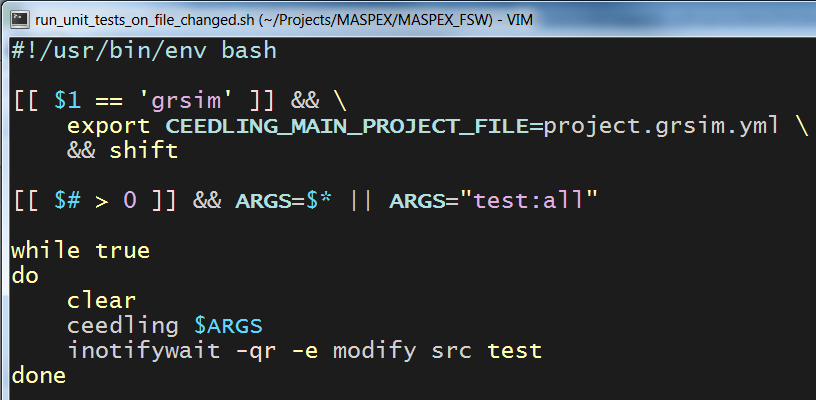 run_unit_tests_on_file_changed.sh (~/Projects/MASPEX/MASPEX_FSW) - VIM
#!/usr/bin/env bash
[[ $1 == 'grsim' ]] && \
export CEEDLING_MAIN_PROJECT_FILE=project.grsim.yml \
&& shift
[[ $# > 0 ]] && ARGS=$* || ARGS="test:all"
while true
do
clear
ceedling $ARGS
inotifywait -qr -e modify src test
done